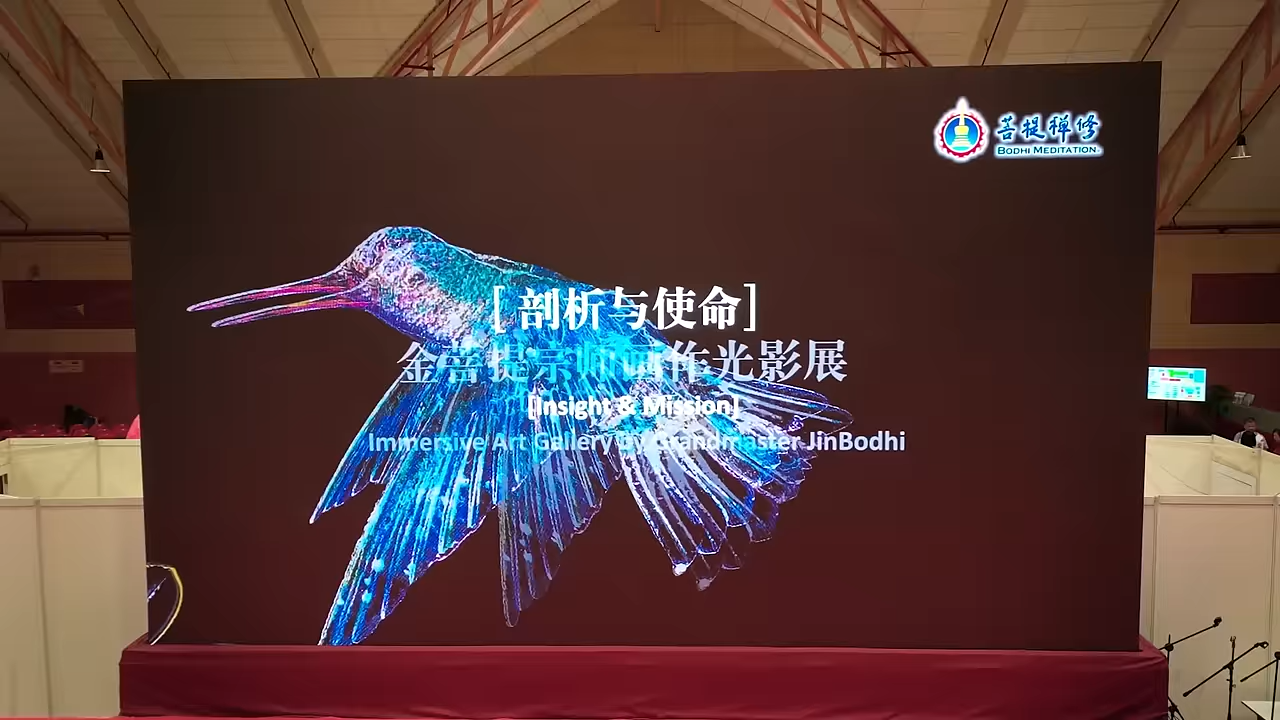 菩提禅修
BODHI MEDITATION
[剖析与使命]
金菩提宗师画作光影展
[Insight & Mission]
Immersive Art Gallery by Grandmaster JinBodhi